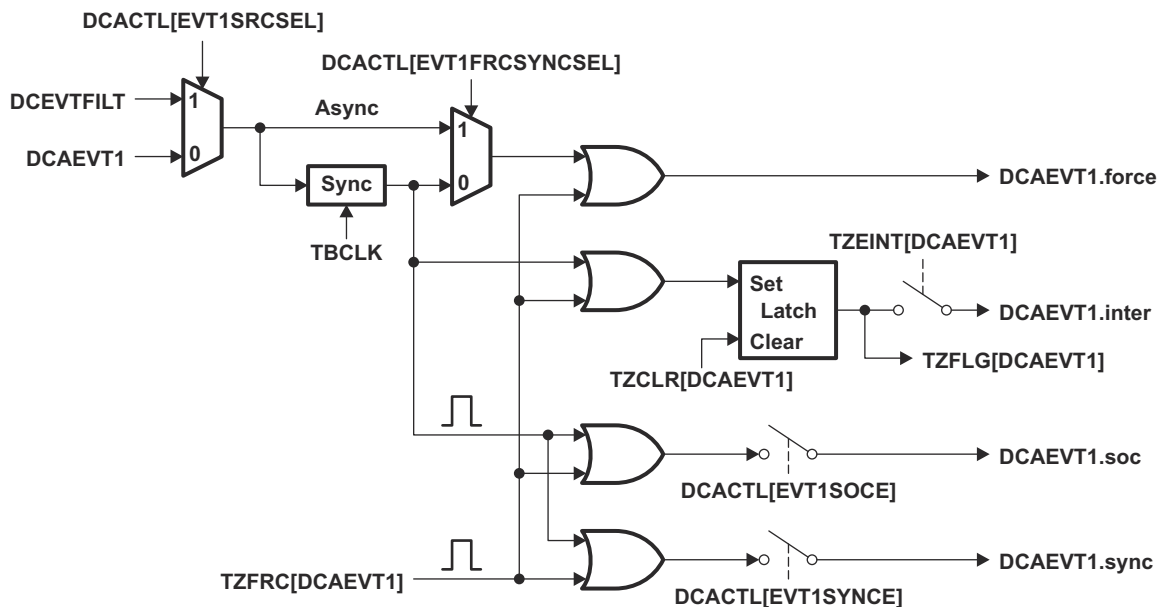 DCACTL[EVT1SRCSEL]
DCACTL[EVT1FRCSYNCSEL]
DCEVTFILT
1
Async
1
DCAEVT1
0
Sync
0
DCAEVT1.force
TBCLK
TZEINT[DCAEVT1]
Set
Latch
DCAEVT1.inter
Clear
TZCLR[DCAEVT1]
TZFLG[DCAEVT1]
DCAEVT1.soc
DCACTL[EVT1SOCE]
DCAEVT1.sync
TZFRC[DCAEVT1]
DCACTL[EVT1SYNCE]